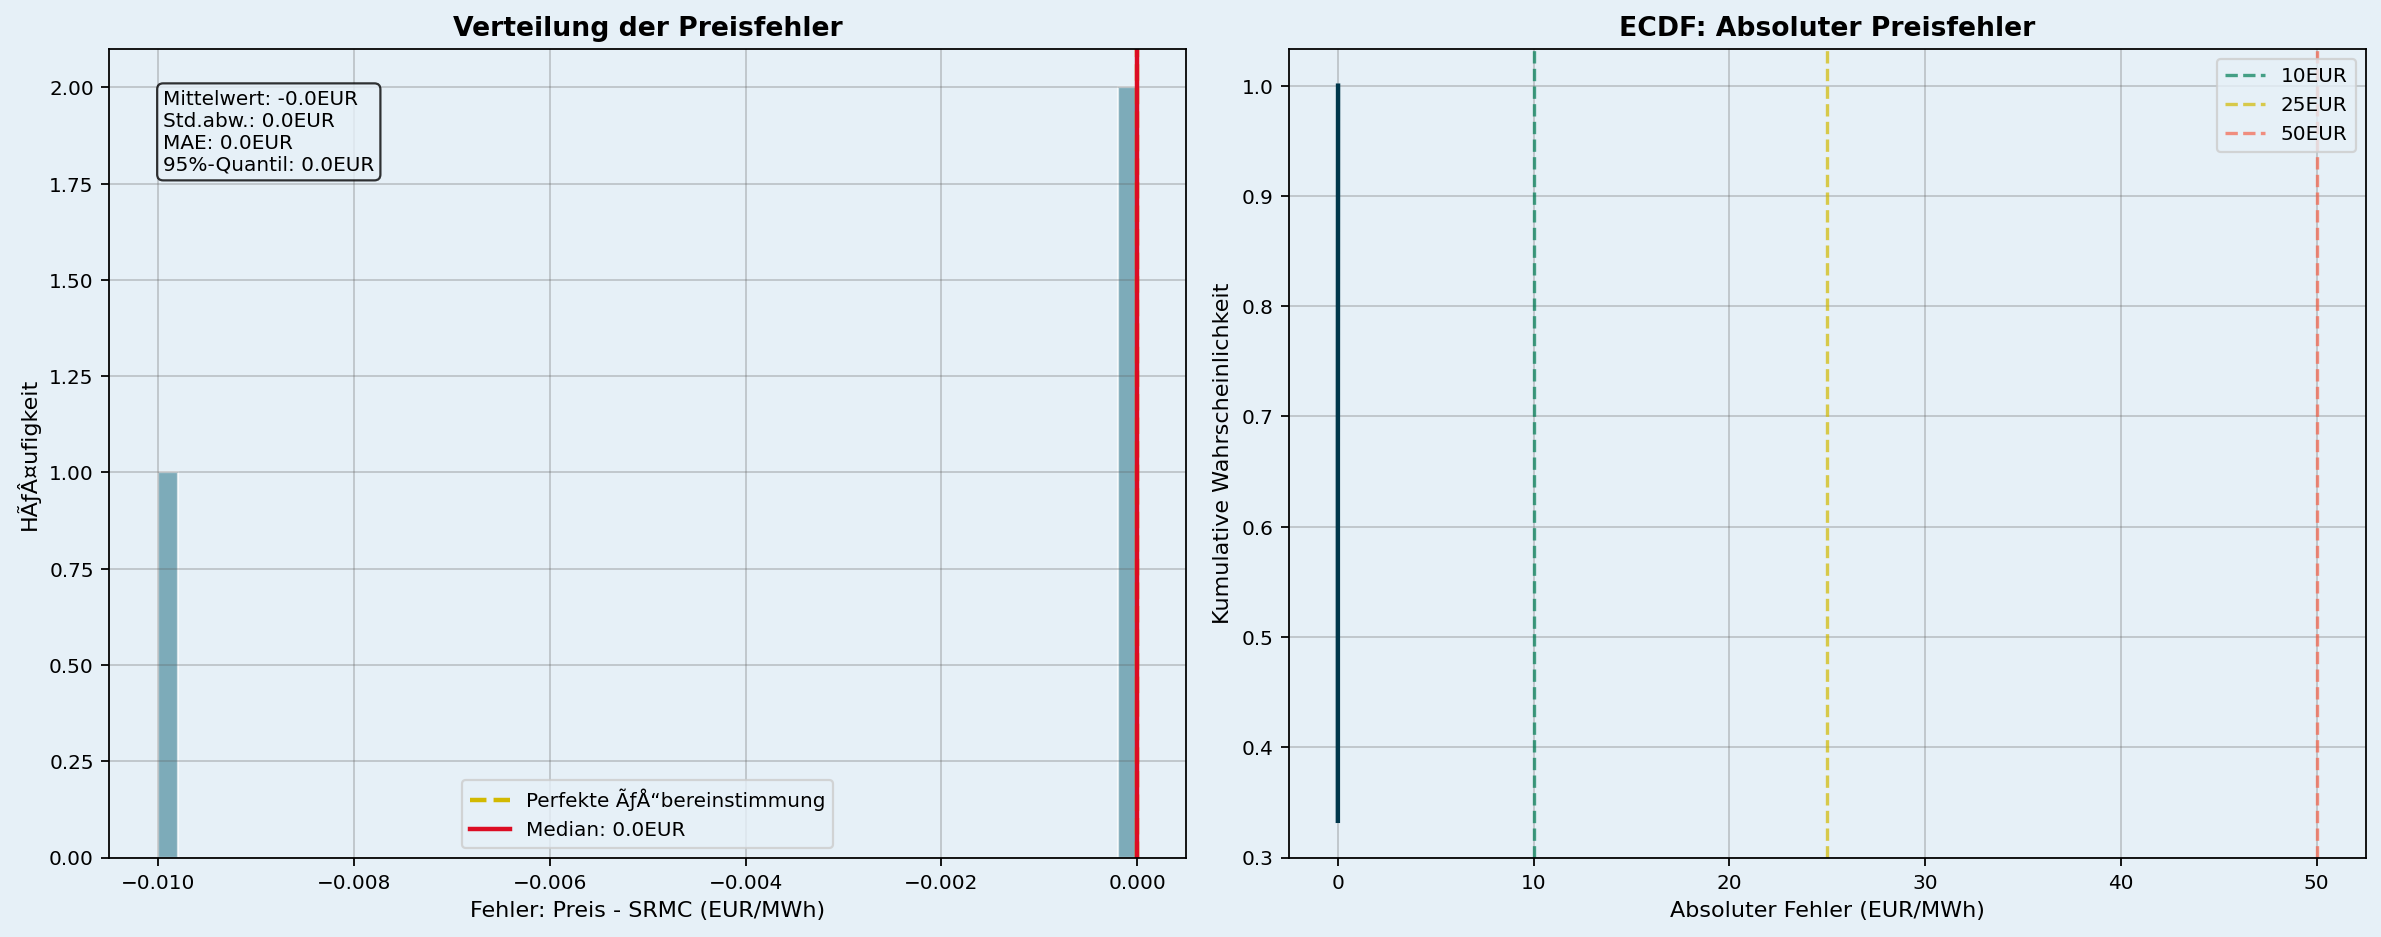 Verteilung der Preisfehler
Mittelwert: -0.0EUR
Std.abw.: 0.0EUR
MAE: 0.0EUR
95%-Quantil: 0.0EUR
HÃƒÂ¤ufigkeit
2.00
1.75
1.50
1.25
1.00
0.75
0.50
0.25
0.00
Perfekte ÃƒÅ“bereinstimmung
Median: 0.0EUR
−0.010
−0.008
−0.006
−0.004
−0.002
0.000
Fehler: Preis - SRMC (EUR/MWh)
ECDF: Absoluter Preisfehler
10EUR
25EUR
50EUR
Kumulative Wahrscheinlichkeit
1.0
0.9
0.8
0.7
0.6
0.5
0.4
0.3
0
10
20
30
40
50
Absoluter Fehler (EUR/MWh)